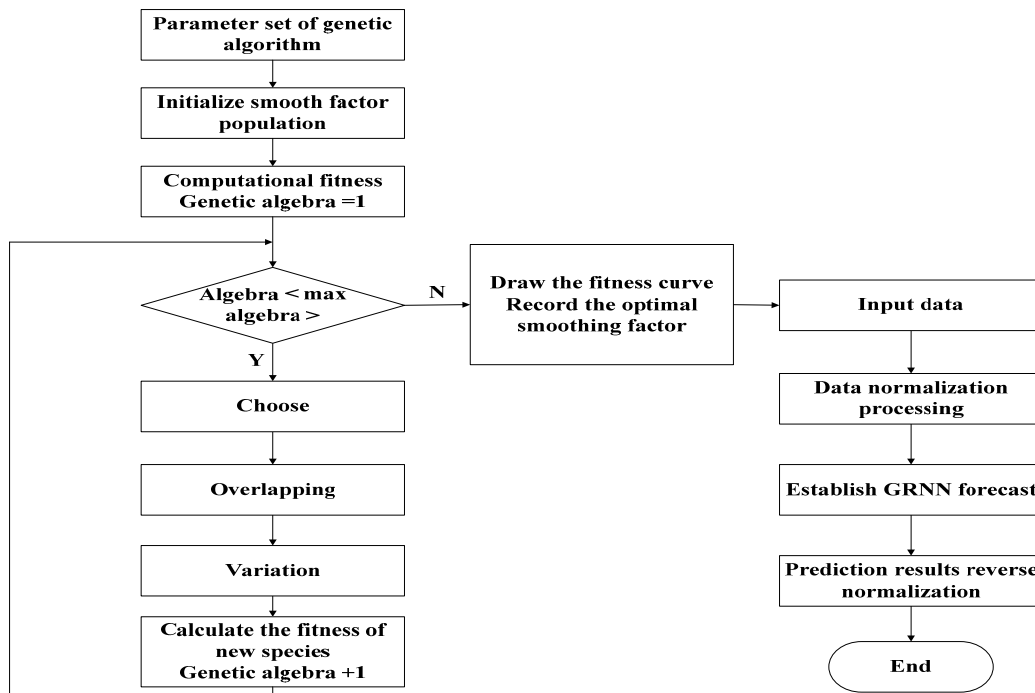 Parameter set of genetic
algorithm
Initialize smooth factor
population
Computational fitness
Genetic algebra =1
Algebra < max
algebra >
N
Y
Draw the fitness curve
Record the optimal
smoothing factor
Choose
Overlapping
Variation
Calculate the fitness of
new species
Genetic algebra +1
Input data
Data normalization
processing
Establish GRNN forecast
Prediction results reverse
normalization
End